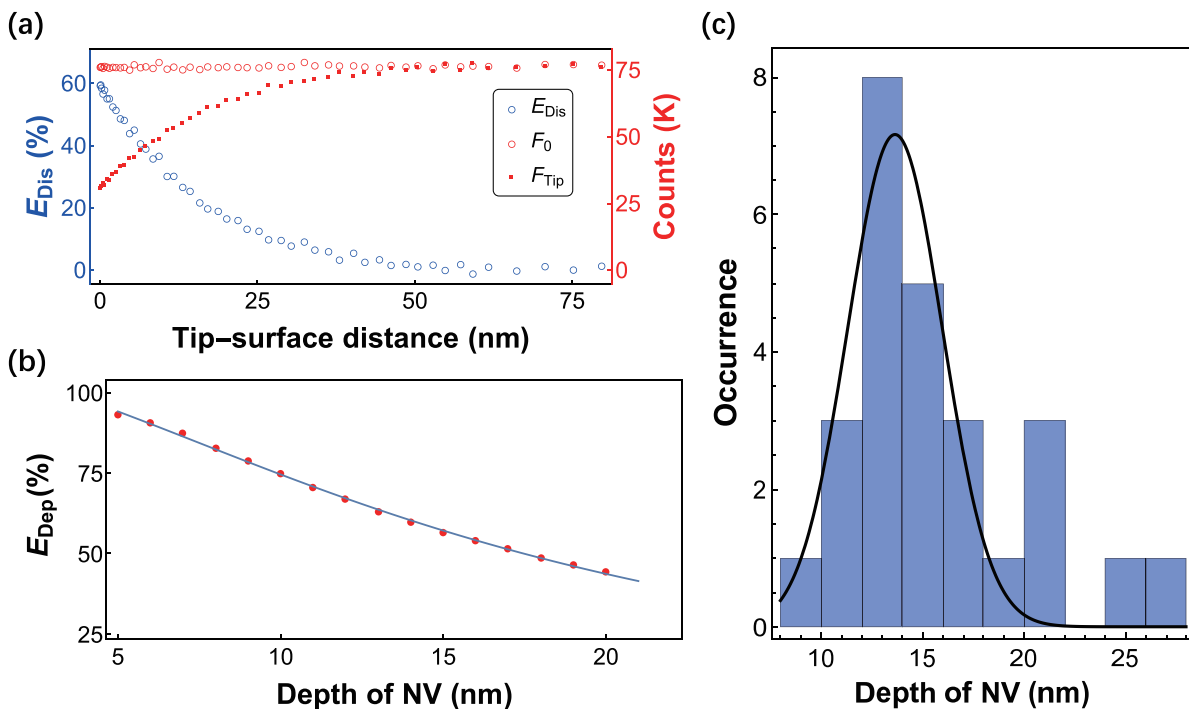 (a)
60
40
20
0
E_Dis (%)
75
50
25
0
Counts (K)
E_Dis
F_0
F_Tip
0 25 50 75
Tip–surface distance (nm)
(b)
100
75
50
25
E_Dep(%)
5 10 15 20
Depth of NV (nm)
(c)
8
6
4
2
0
Occurrence
10 15 20 25
Depth of NV (nm)